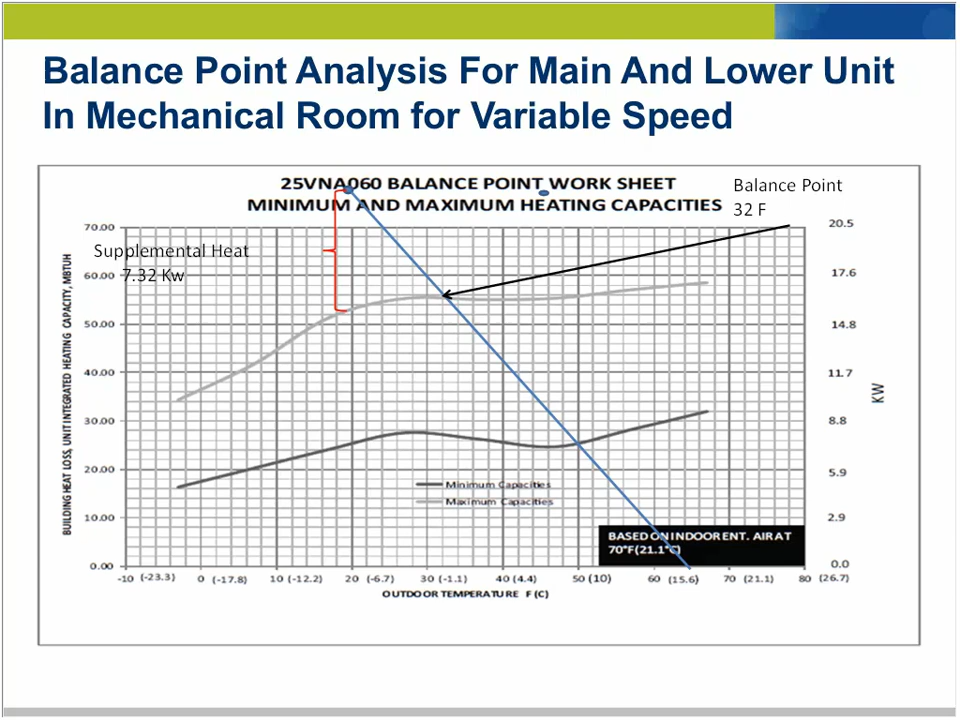 Balance Point Analysis For Main And Lower Unit
In Mechanical Room for Variable Speed
25VNA060 BALANCE POINT WORK SHEET
MINIMUM AND MAXIMUM HEATING CAPACITIES
Balance Point
32 F
Supplemental Heat
7.32 Kw
BUILDING HEAT LOSS, UNIT INTEGRATED HEATING CAPACITY, MBTUH
70.00
60.00
50.00
40.00
30.00
20.00
10.00
0.00
20.5
17.6
14.8
11.7
8.8
5.9
2.9
0.0
KW
Minimum Capacities
Maximum Capacities
BASED ON INDOOR ENT. AIR AT
70°F(21.1°C)
-10 (-23.3) 0 (-17.8) 10 (-12.2) 20 (-6.7) 30 (-1.1) 40 (4.4) 50 (10) 60 (15.6) 70 (21.1) 80 (26.7)
OUTDOOR TEMPERATURE F (C)